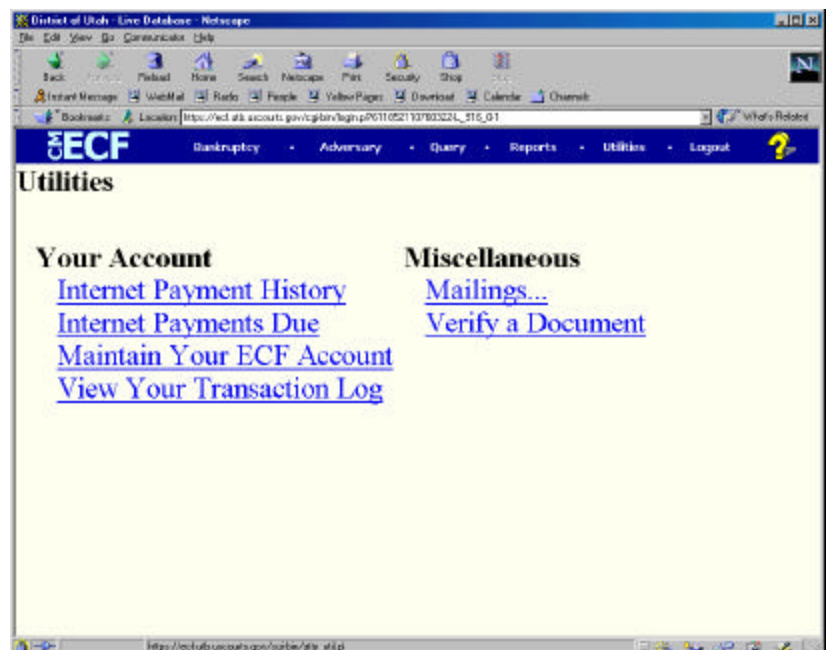 District of Utah - Live Database - Netscape
File Edit View Go Communicator Help
Back Reload Home Search Netscape Print Security Shop
Instant Message WebMail Radio People Yellow Pages Download Calendar Channels
Bookmarks Location What's Related
CM ECF Bankruptcy · Adversary · Query · Reports · Utilities · Logout ?
Utilities
Your Account
Internet Payment History
Internet Payments Due
Maintain Your ECF Account
View Your Transaction Log
Miscellaneous
Mailings...
Verify a Document